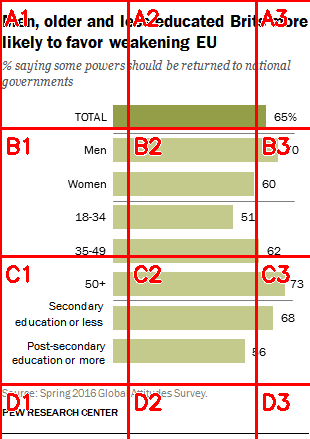 Men, older and less educated Brits more
likely to favor weakening EU
% saying some powers should be returned to national
governments
TOTAL 65%
Men 70
Women 60
18-34 51
35-49 62
50+ 73
Secondary
education or less 68
Post-secondary
education or more 56
Source: Spring 2016 Global Attitudes Survey.
PEW RESEARCH CENTER
A1 A2 A3
B1 B2 B3
C1 C2 C3
D1 D2 D3